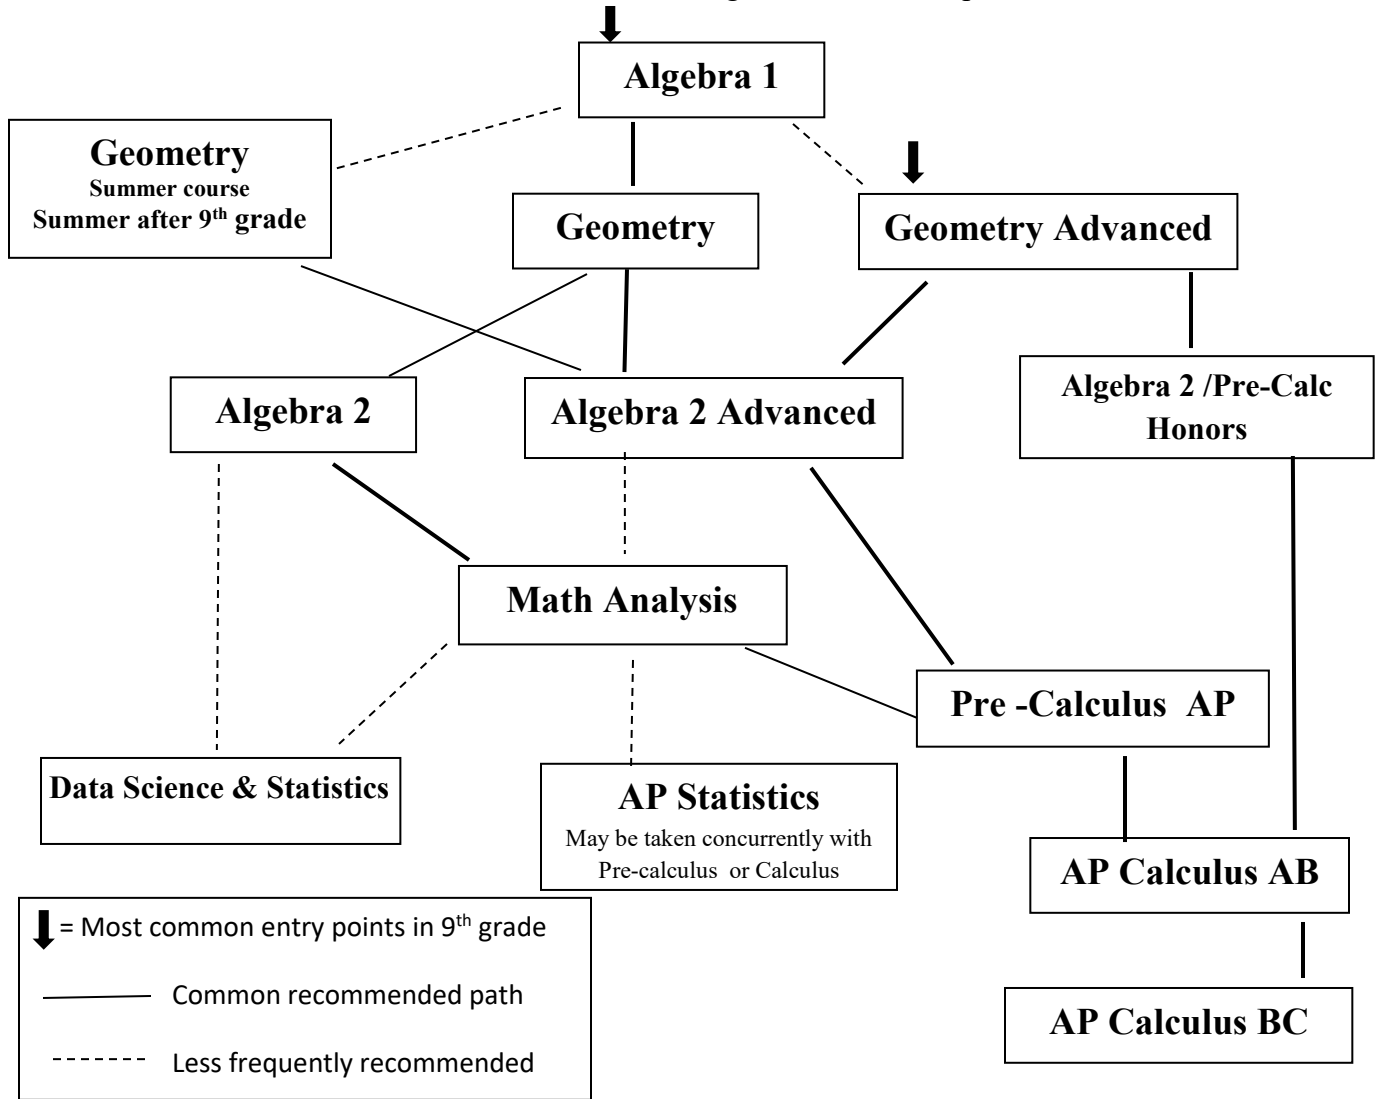 Algebra 1
Geometry
Summer course
Summer after 9th grade
Geometry
Geometry Advanced
Algebra 2
Algebra 2 Advanced
Algebra 2 /Pre-Calc
Honors
Math Analysis
Pre -Calculus AP
Data Science & Statistics
AP Statistics
May be taken concurrently with
Pre-calculus or Calculus
AP Calculus AB
AP Calculus BC
= Most common entry points in 9th grade
Common recommended path
Less frequently recommended